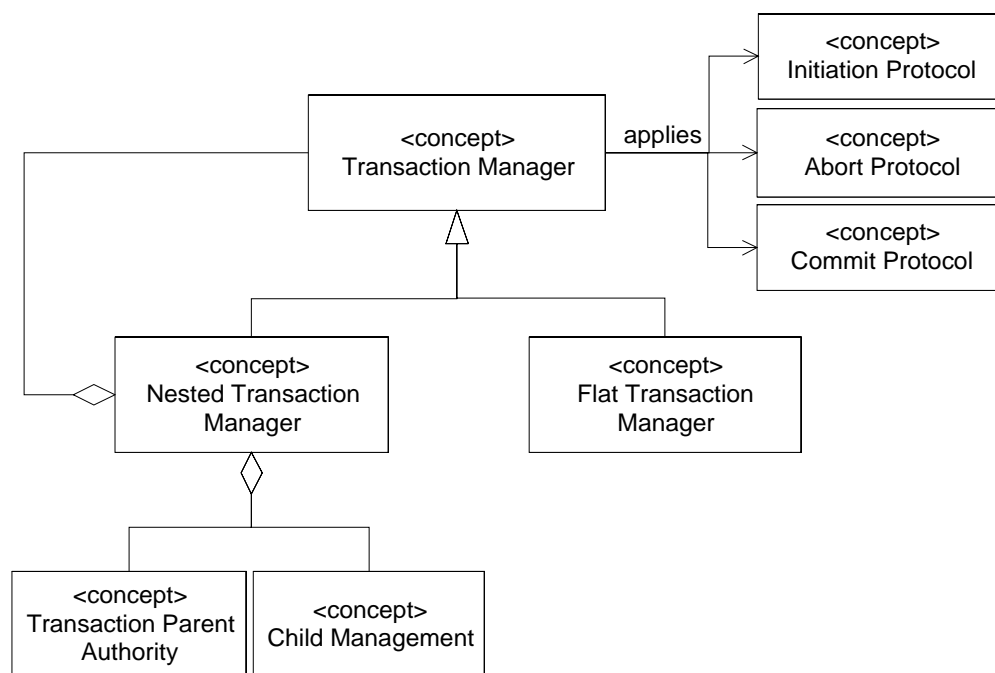 <concept>
Initiation Protocol
<concept>
Transaction Manager
applies
<concept>
Abort Protocol
<concept>
Commit Protocol
<concept>
Nested Transaction
Manager
<concept>
Flat Transaction
Manager
<concept>
Transaction Parent
Authority
<concept>
Child Management